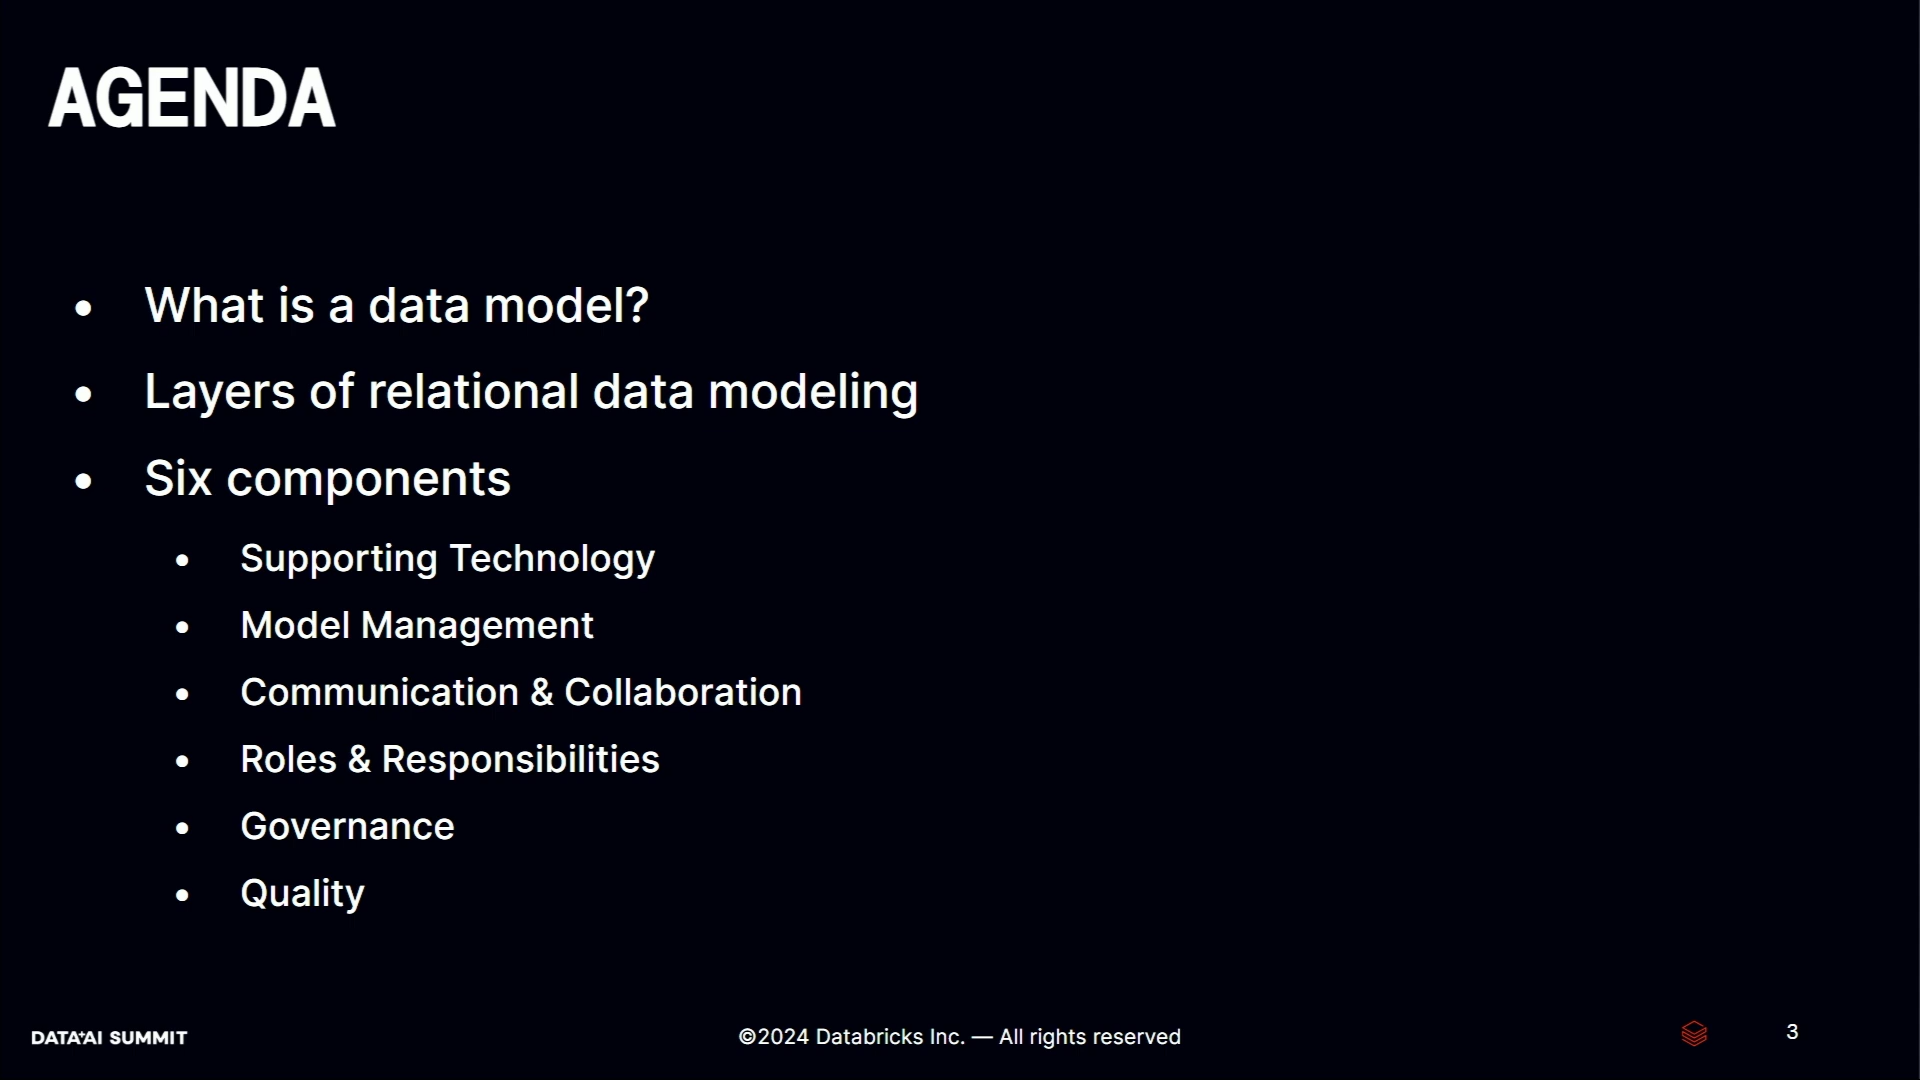 AGENDA
• What is a data model?
• Layers of relational data modeling
• Six components
• Supporting Technology
• Model Management
• Communication & Collaboration
• Roles & Responsibilities
• Governance
• Quality
DATA+AI SUMMIT
©2024 Databricks Inc. — All rights reserved
3